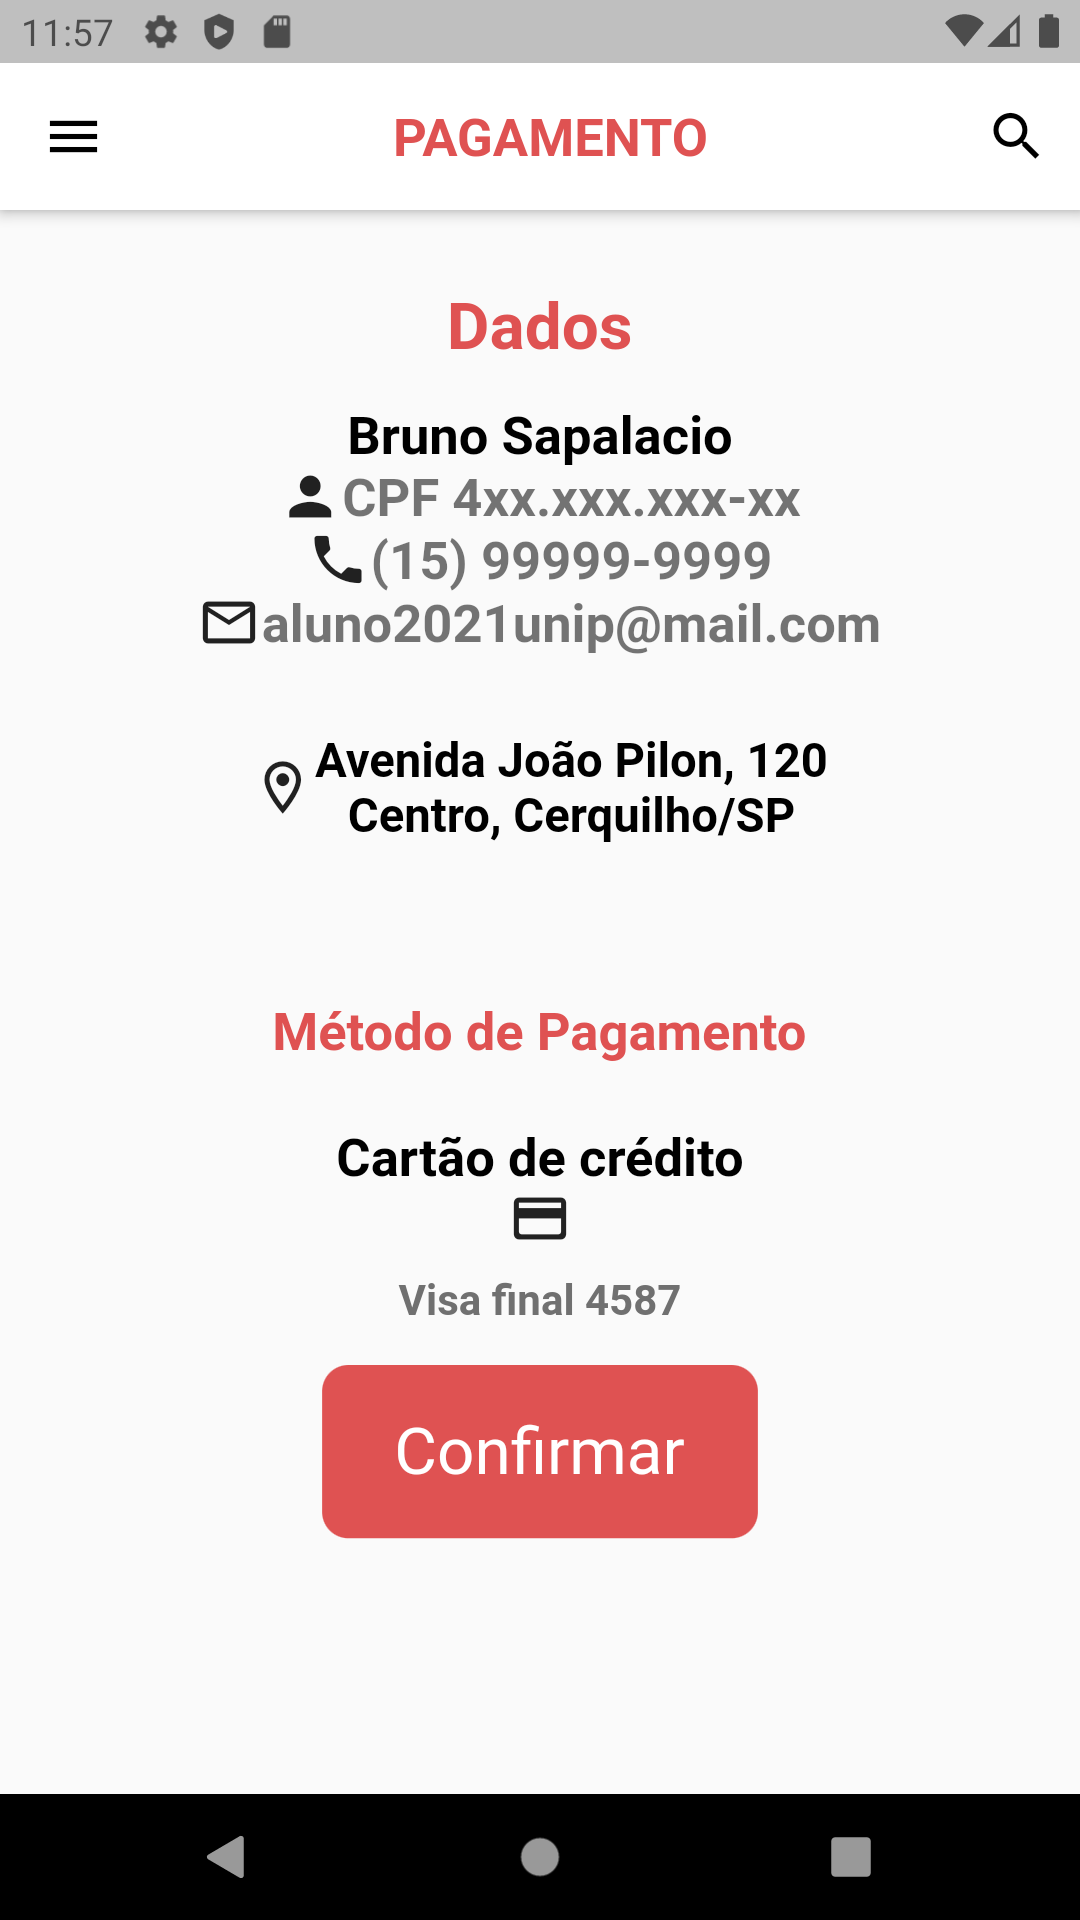 11:57
PAGAMENTO
Dados
Bruno Sapalacio
CPF 4xx.xxx.xxx-xx
(15) 99999-9999
aluno2021unip@mail.com
Avenida João Pilon, 120
Centro, Cerquilho/SP
Método de Pagamento
Cartão de crédito
Visa final 4587
Confirmar